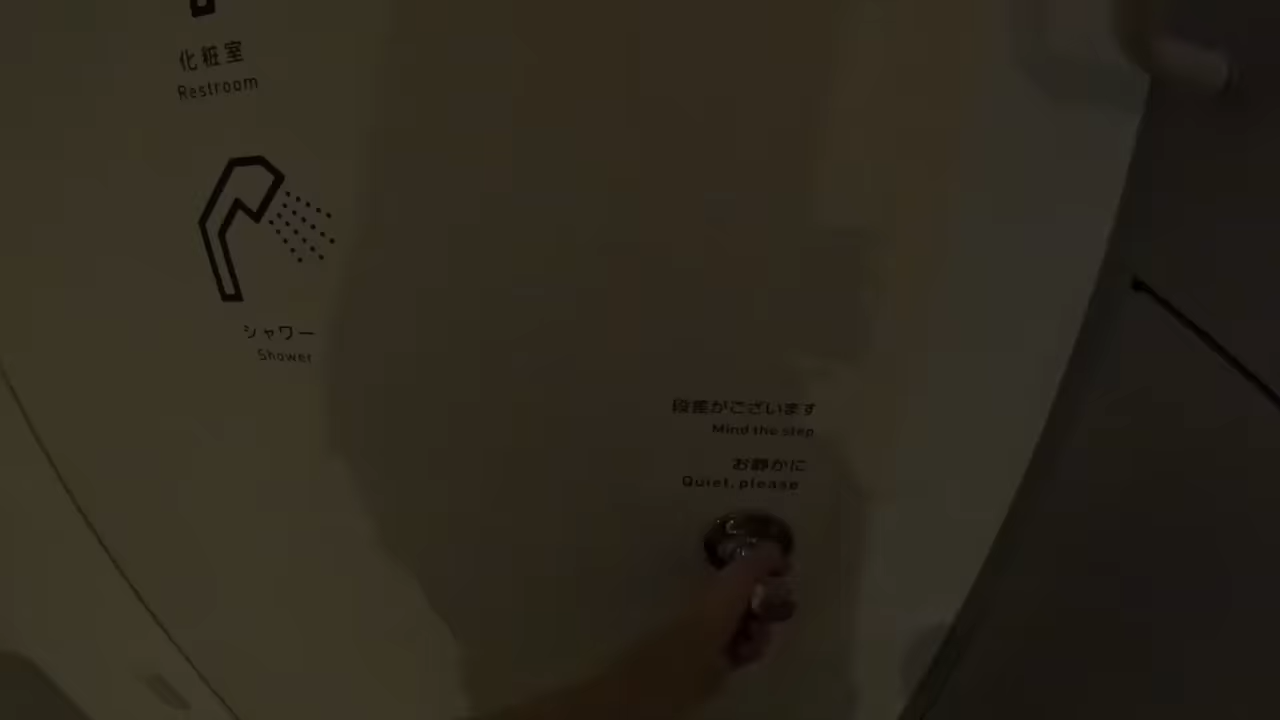 化粧室
Restroom
シャワー
Shower
段差がございます
Mind the step
お静かに
Quiet, please